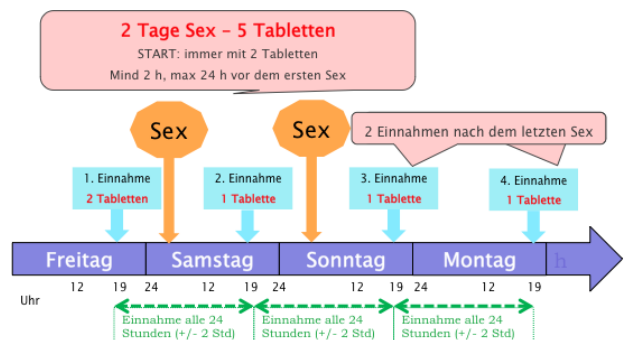 2 Tage Sex – 5 Tabletten
START: immer mit 2 Tabletten
Mind 2 h, max 24 h vor dem ersten Sex
Sex
Sex
2 Einnahmen nach dem letzten Sex
1. Einnahme
2 Tabletten
2. Einnahme
1 Tablette
3. Einnahme
1 Tablette
4. Einnahme
1 Tablette
Freitag
Samstag
Sonntag
Montag
h
12 19 24 12 19 24 12 19 24 12 19
Uhr
Einnahme alle 24
Stunden (+/- 2 Std)
Einnahme alle 24
Stunden (+/- 2 Std)
Einnahme alle 24
Stunden (+/- 2 Std)